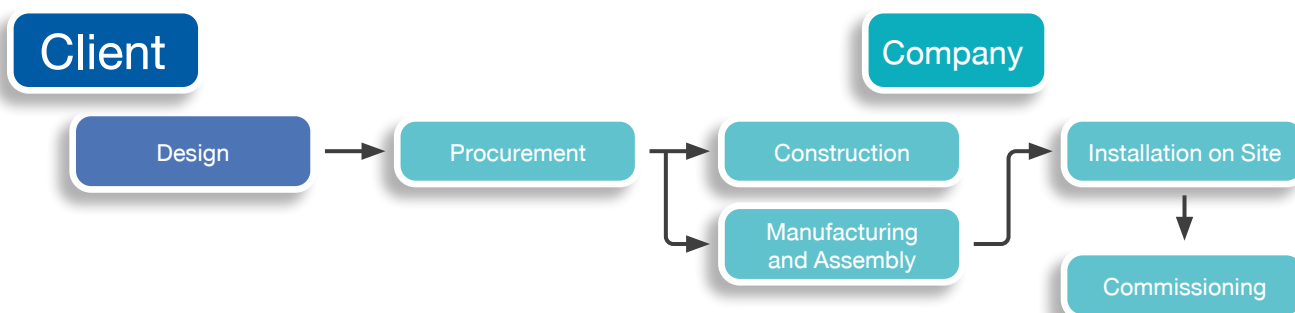 Client
Company
Design
Procurement
Construction
Installation on Site
Manufacturing
and Assembly
Commissioning